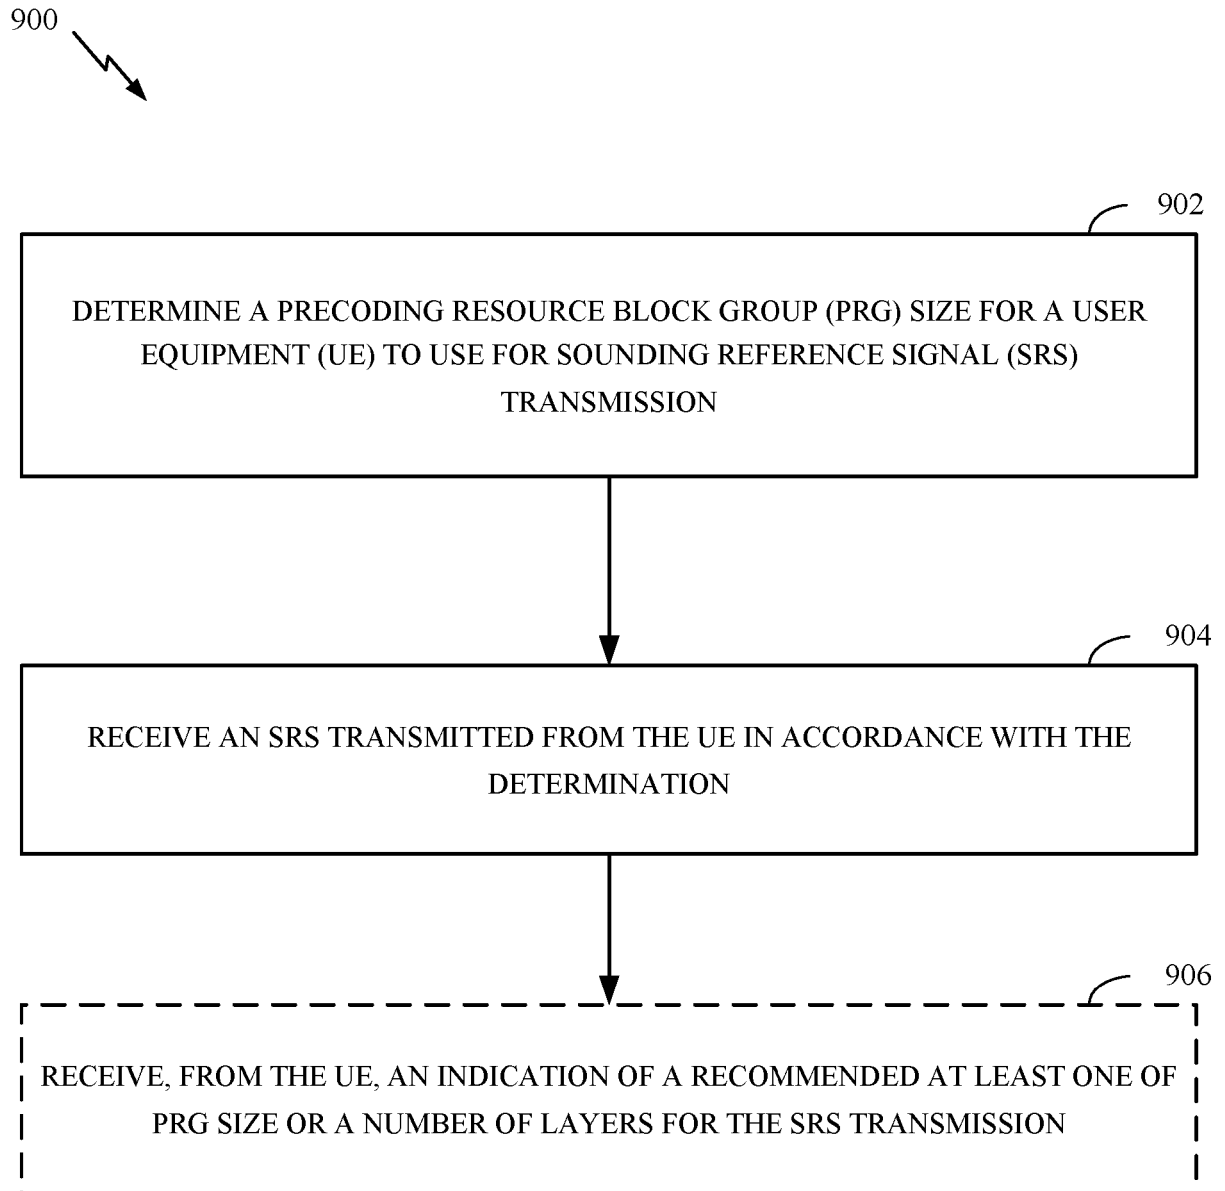 900
902
DETERMINE A PRECODING RESOURCE BLOCK GROUP (PRG) SIZE FOR A USER
EQUIPMENT (UE) TO USE FOR SOUNDING REFERENCE SIGNAL (SRS)
TRANSMISSION
904
RECEIVE AN SRS TRANSMITTED FROM THE UE IN ACCORDANCE WITH THE
DETERMINATION
906
RECEIVE, FROM THE UE, AN INDICATION OF A RECOMMENDED AT LEAST ONE OF
PRG SIZE OR A NUMBER OF LAYERS FOR THE SRS TRANSMISSION